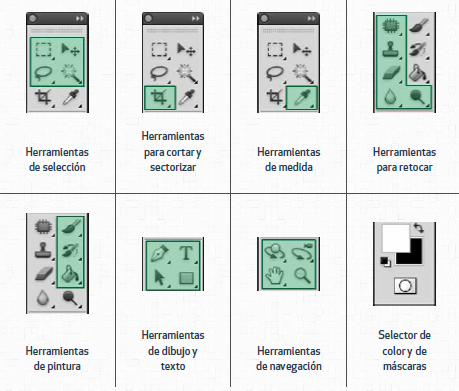 Herramientas
de selección
Herramientas
para cortar y
sectorizar
Herramientas
de medida
Herramientas
para retocar
Herramientas
de pintura
Herramientas
de dibujo y
texto
Herramientas
de navegación
Selector de
color y de
máscaras